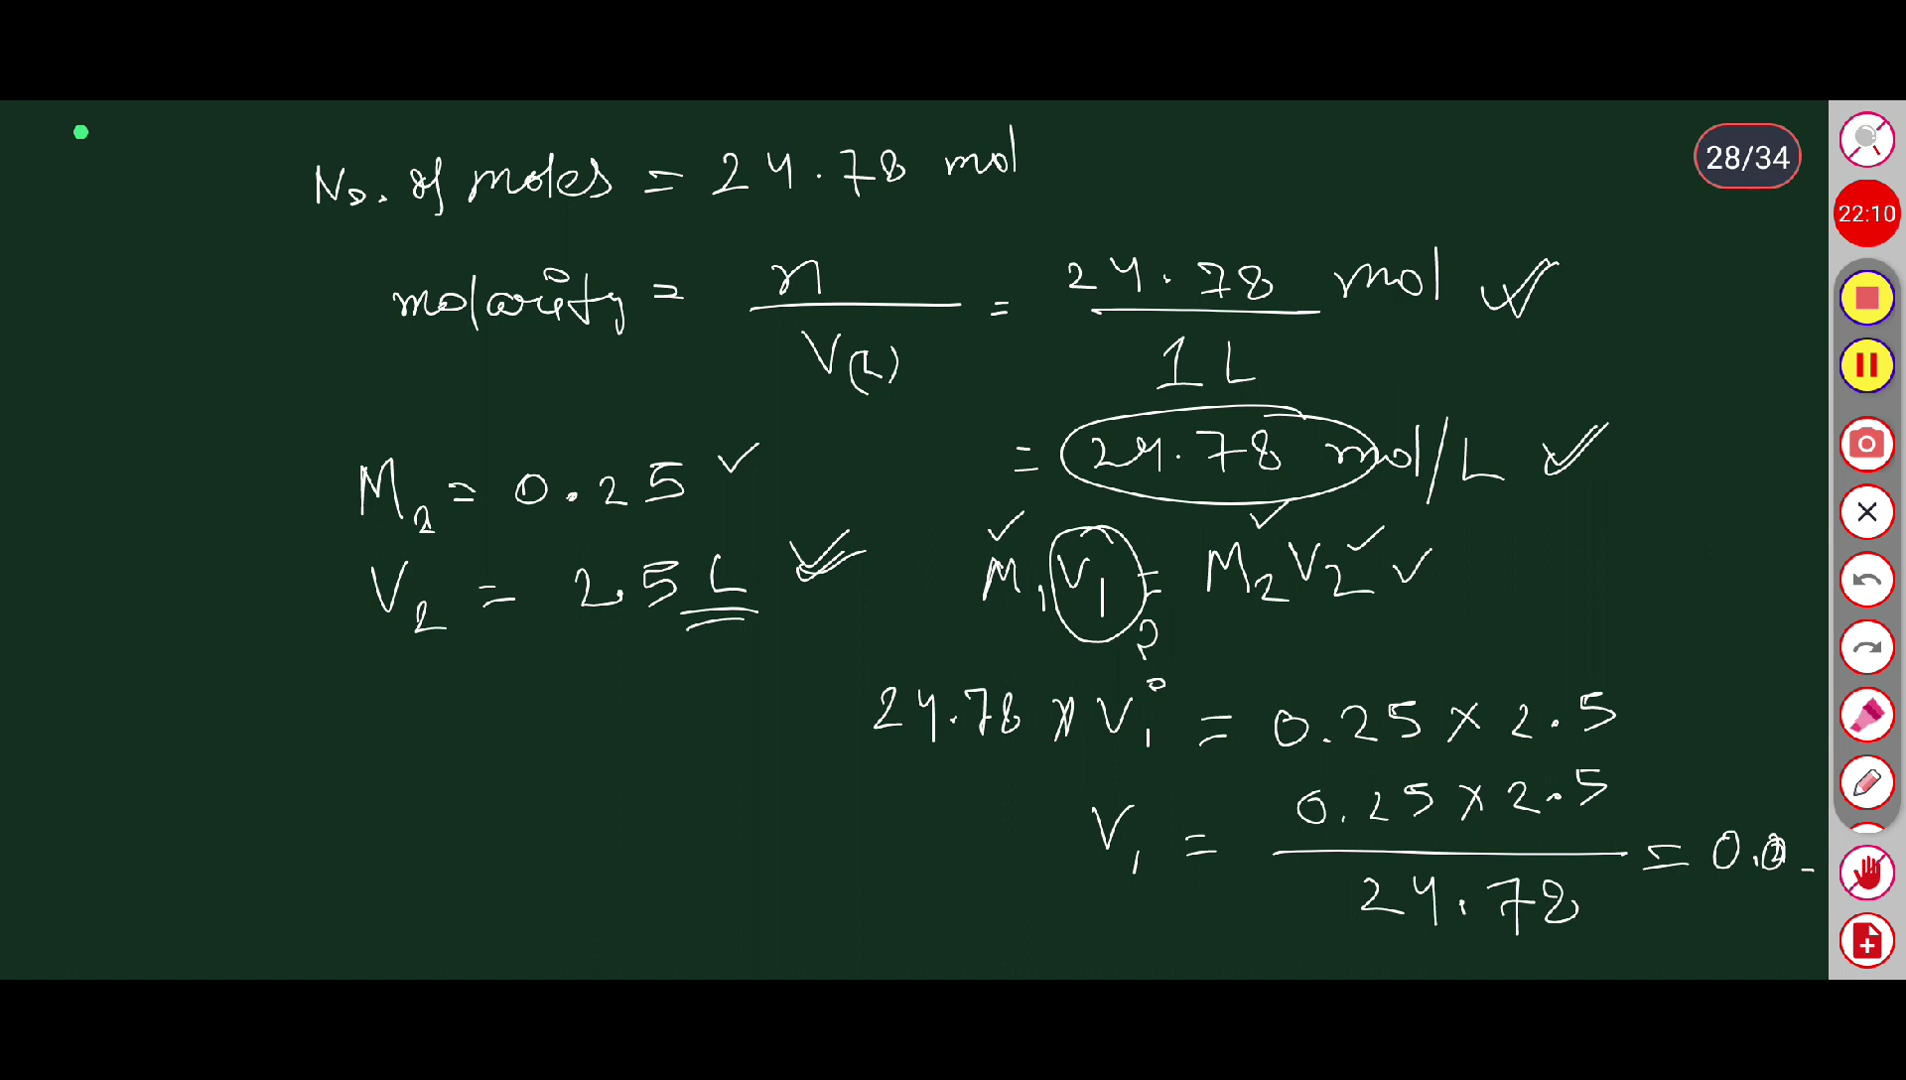 No. of moles = 24.78 mol
28/34
22:10
molarity = n / V(L) = 24.78 mol / 1 L
= 24.78 mol/L
M2 = 0.25
V2 = 2.5 L
M1V1 = M2V2
?
24.78 × V1 = 0.25 × 2.5
V1 = 0.25 × 2.5 / 24.78 = 0.0